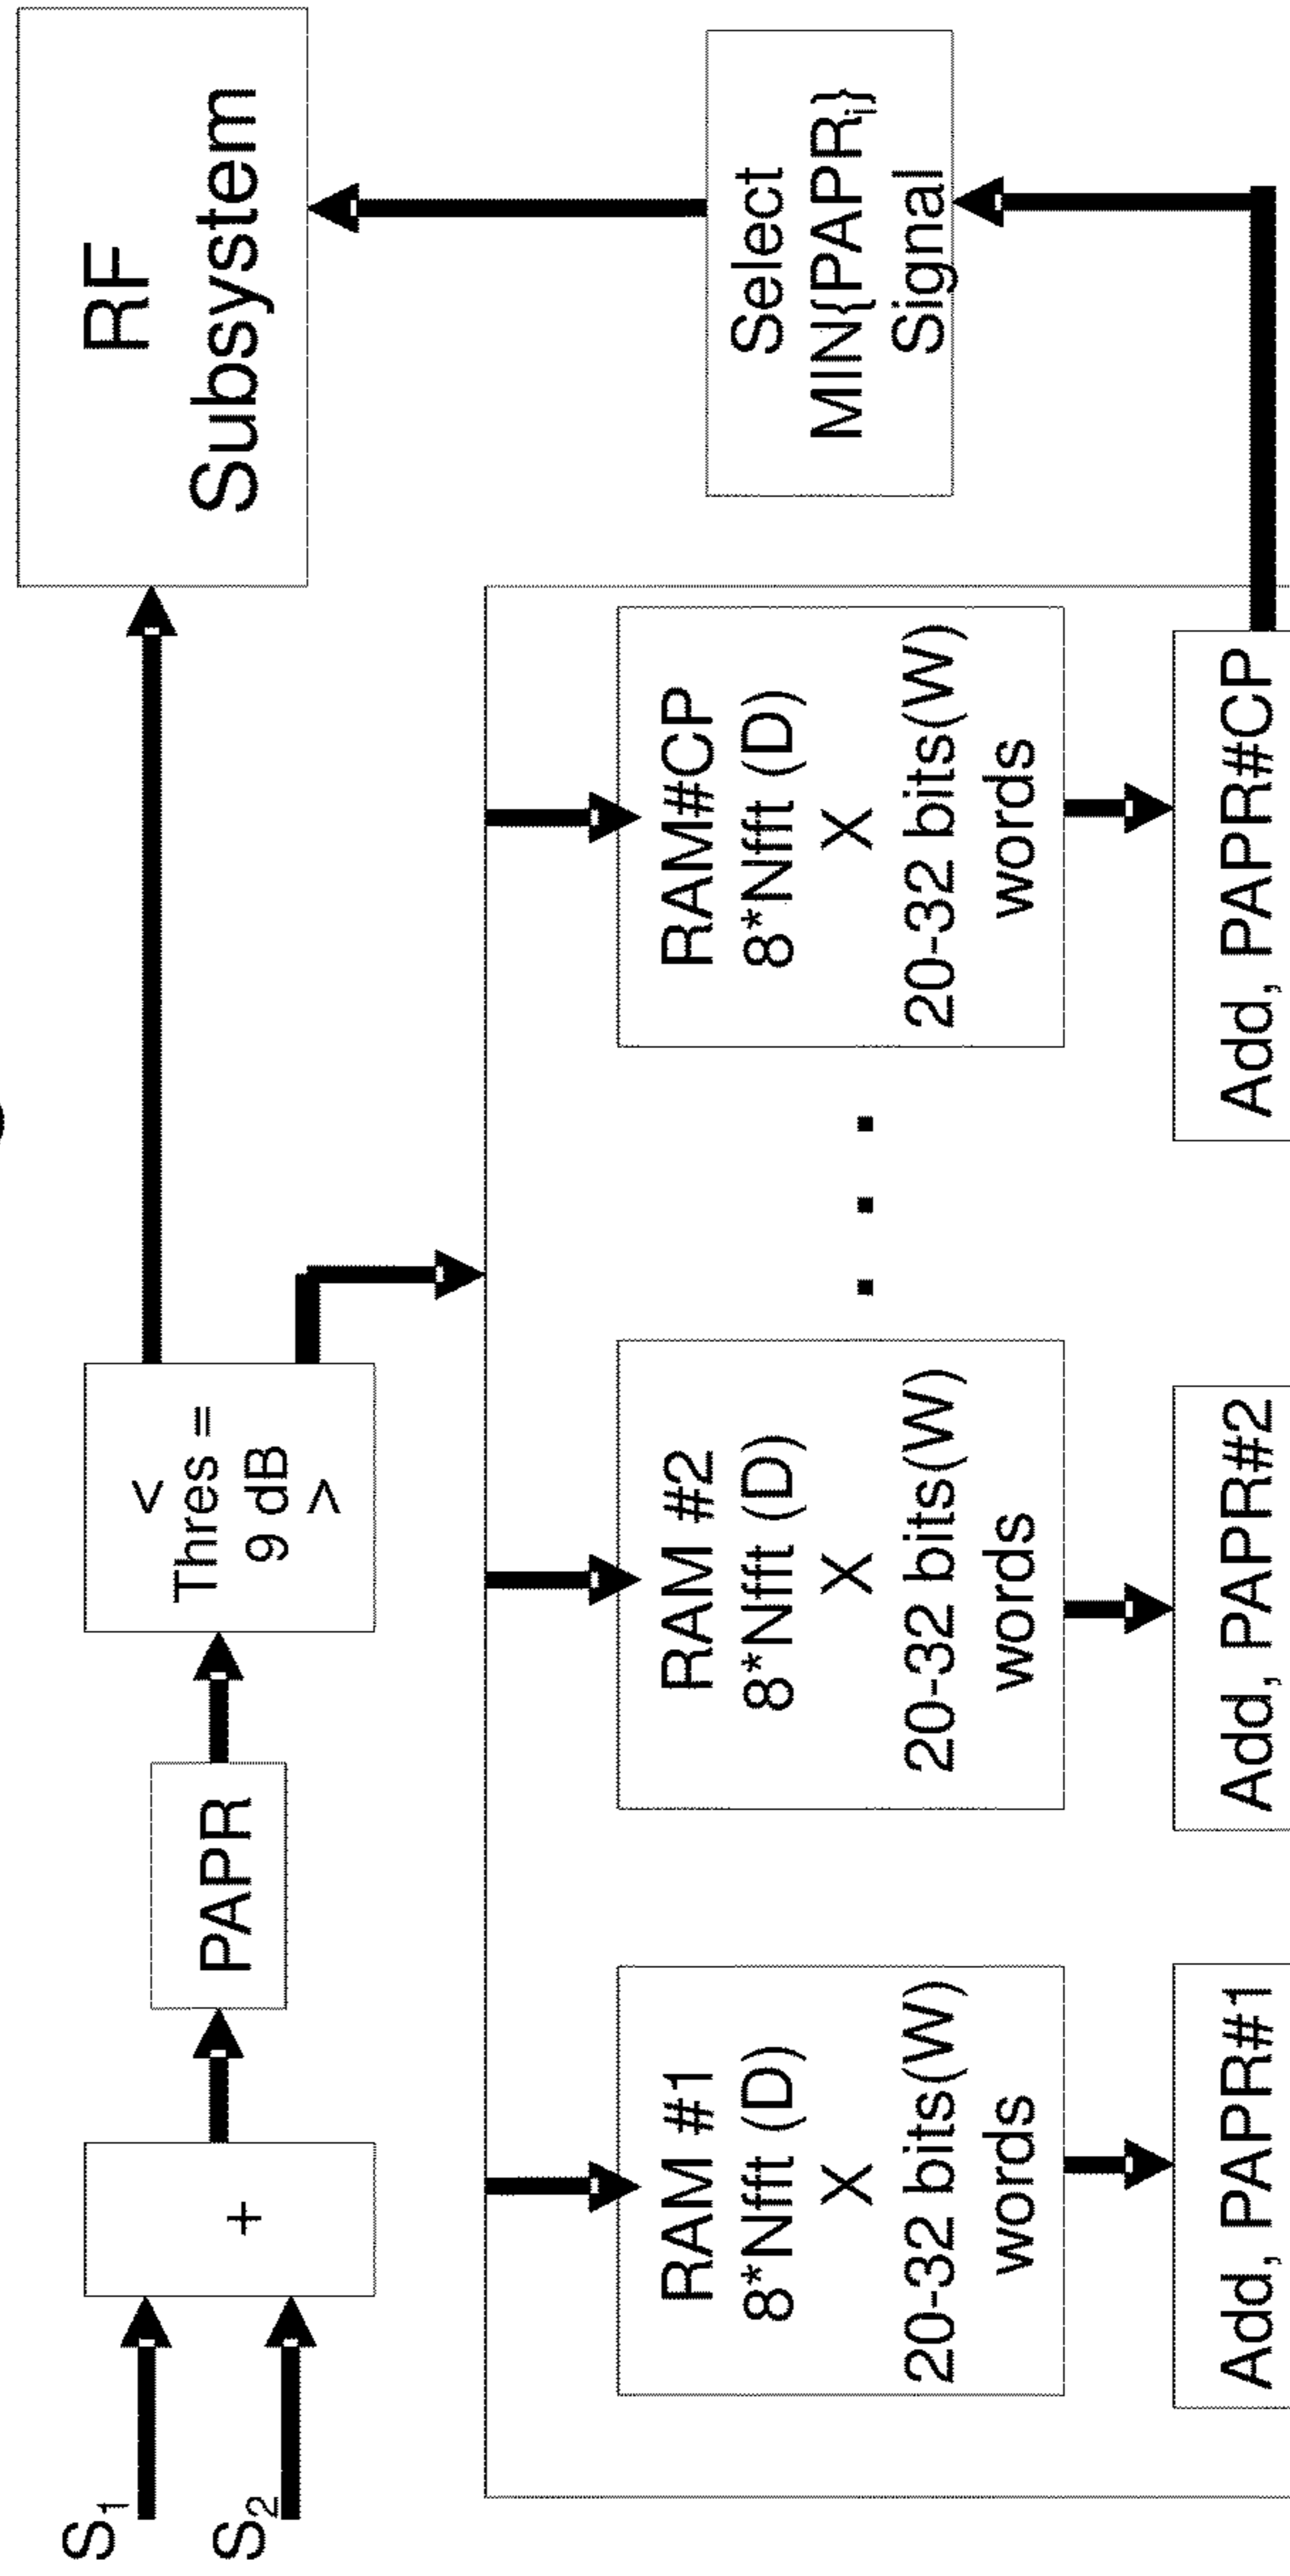 S1
S2
+
PAPR
<
Thres =
9 dB
>
RF
Subsystem
RAM #1
8*Nfft (D)
X
20-32 bits(W)
words
RAM #2
8*Nfft (D)
X
20-32 bits(W)
words
. . .
RAM#CP
8*Nfft (D)
X
20-32 bits(W)
words
Select
MIN{PAPRi}
Signal
Add, PAPR#1
Add, PAPR#2
Add, PAPR#CP